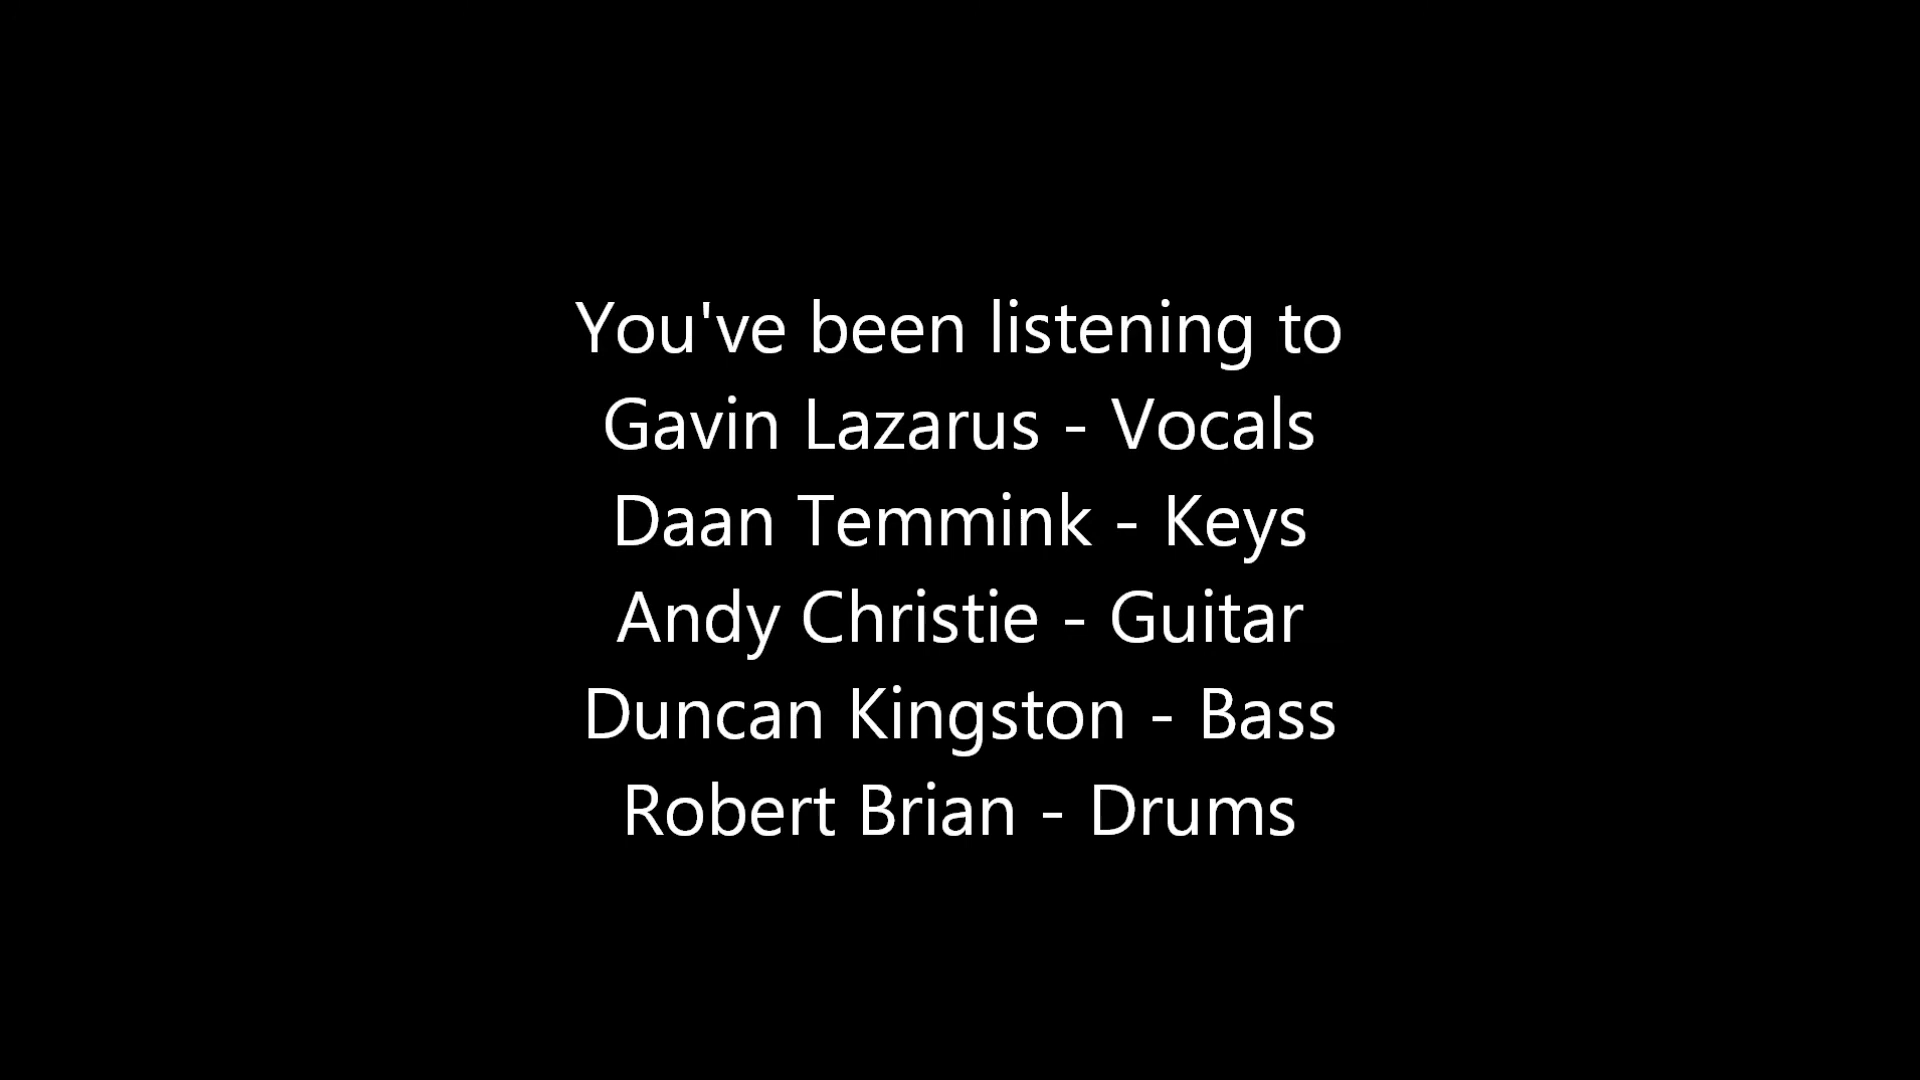 You've been listening to
Gavin Lazarus - Vocals
Daan Temmink - Keys
Andy Christie - Guitar
Duncan Kingston - Bass
Robert Brian - Drums